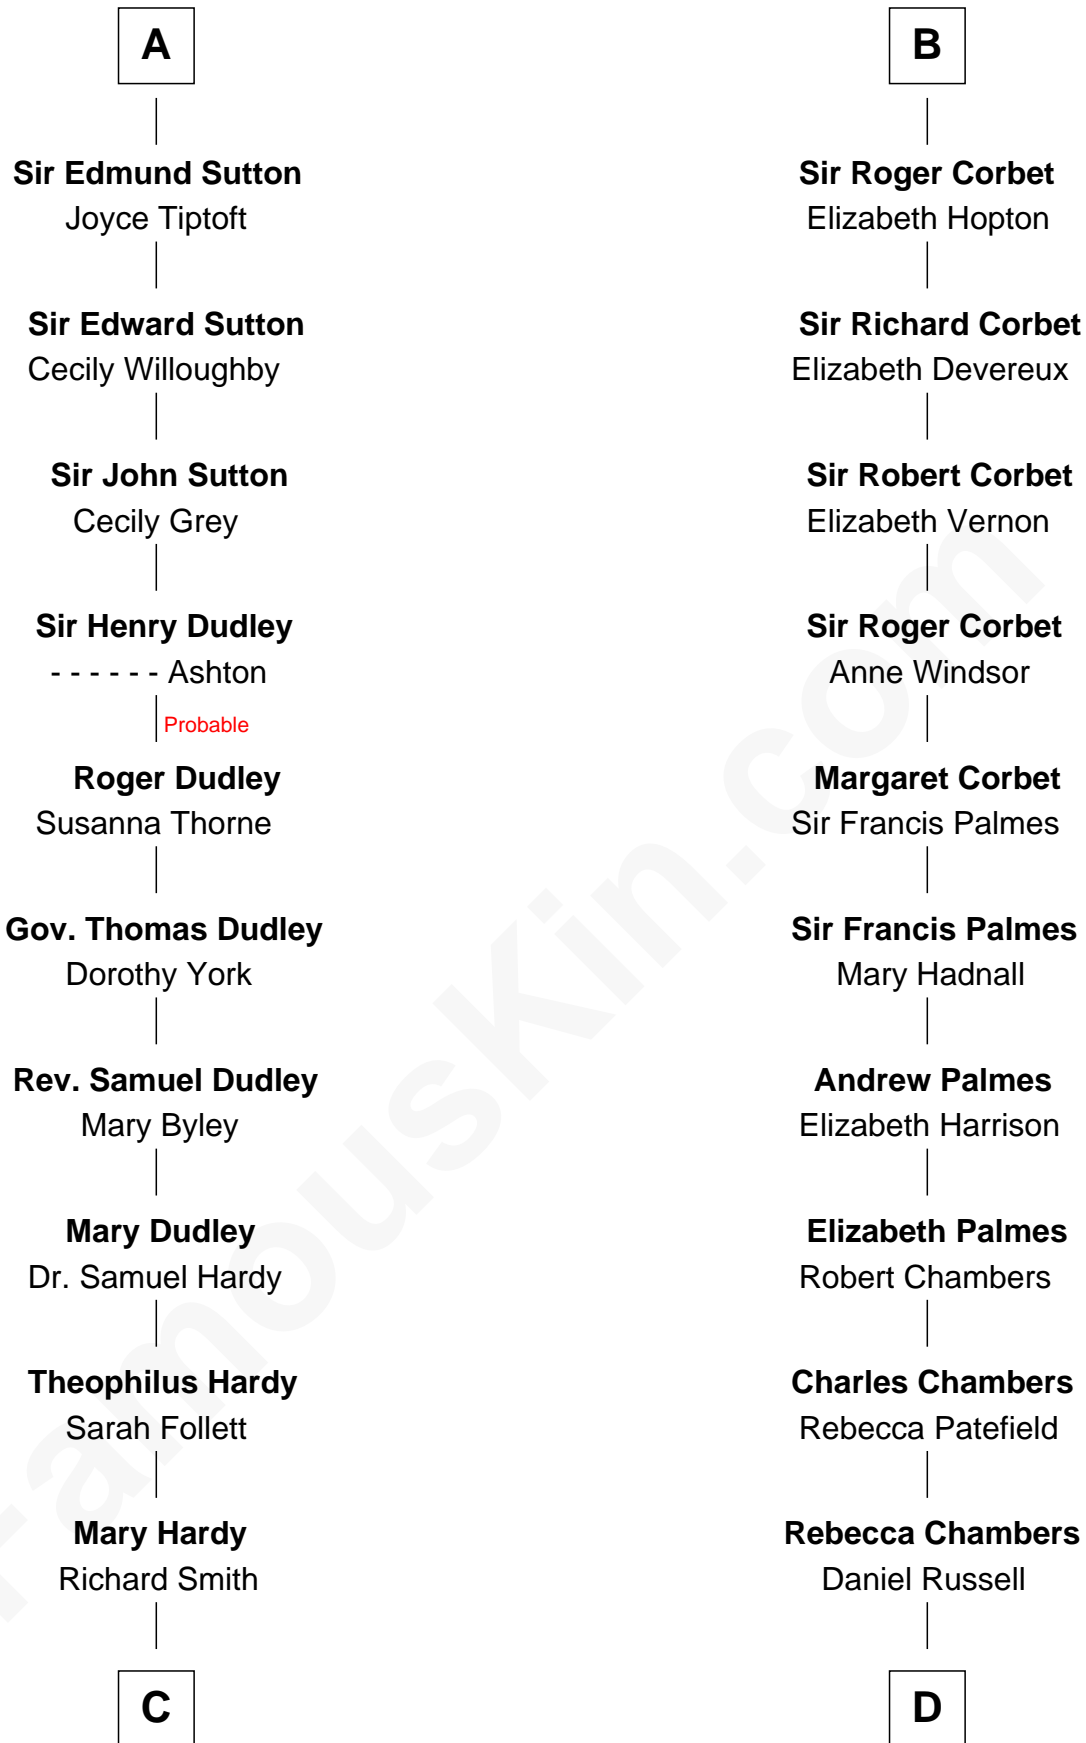 A
Sir Edmund Sutton
Joyce Tiptoft
Sir Edward Sutton
Cecily Willoughby
Sir John Sutton
Cecily Grey
Sir Henry Dudley
- - - - - - Ashton
Probable
Roger Dudley
Susanna Thorne
Gov. Thomas Dudley
Dorothy York
Rev. Samuel Dudley
Mary Byley
Mary Dudley
Dr. Samuel Hardy
Theophilus Hardy
Sarah Follett
Mary Hardy
Richard Smith
C
B
Sir Roger Corbet
Elizabeth Hopton
Sir Richard Corbet
Elizabeth Devereux
Sir Robert Corbet
Elizabeth Vernon
Sir Roger Corbet
Anne Windsor
Margaret Corbet
Sir Francis Palmes
Sir Francis Palmes
Mary Hadnall
Andrew Palmes
Elizabeth Harrison
Elizabeth Palmes
Robert Chambers
Charles Chambers
Rebecca Patefield
Rebecca Chambers
Daniel Russell
D
FamousKin.com